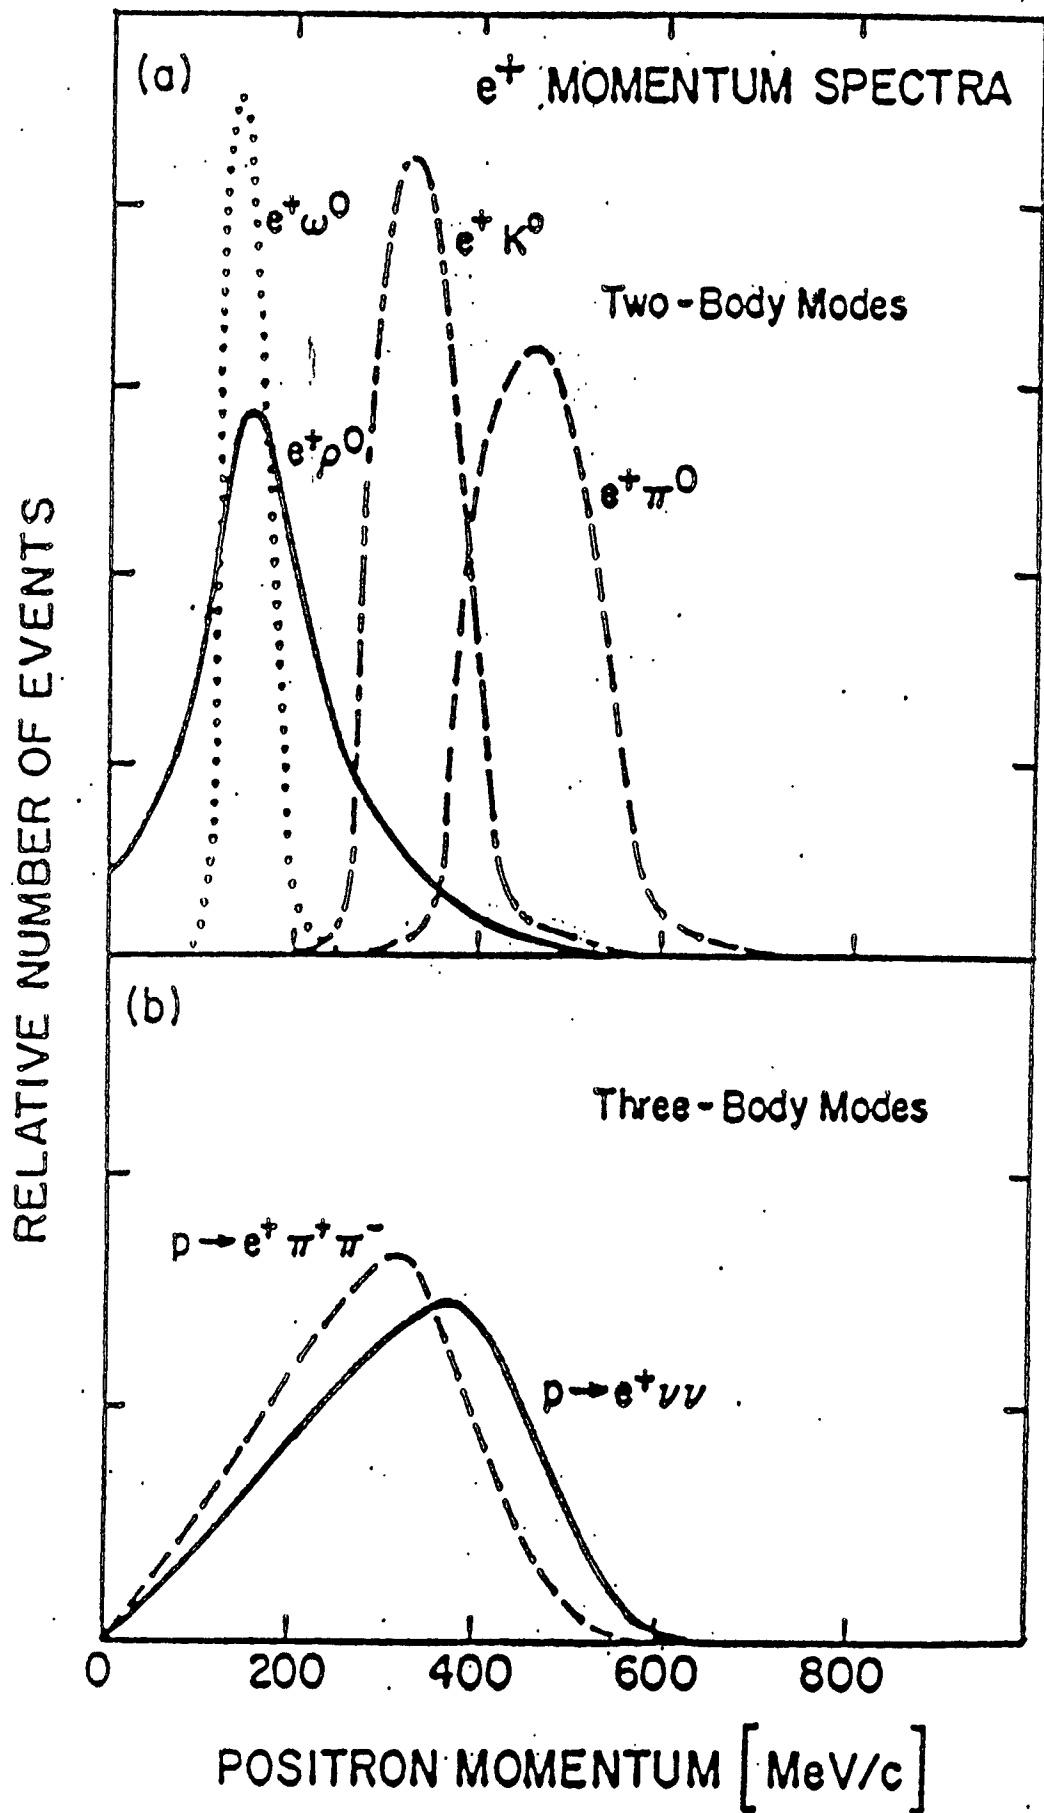 (a)
e⁺ MOMENTUM SPECTRA
e⁺ω⁰
e⁺ K⁰
Two-Body Modes
e⁺ρ⁰
e⁺π⁰
RELATIVE NUMBER OF EVENTS
(b)
Three-Body Modes
p→e⁺π⁺π⁻
p→e⁺νν
0 200 400 600 800
POSITRON MOMENTUM [MeV/c]